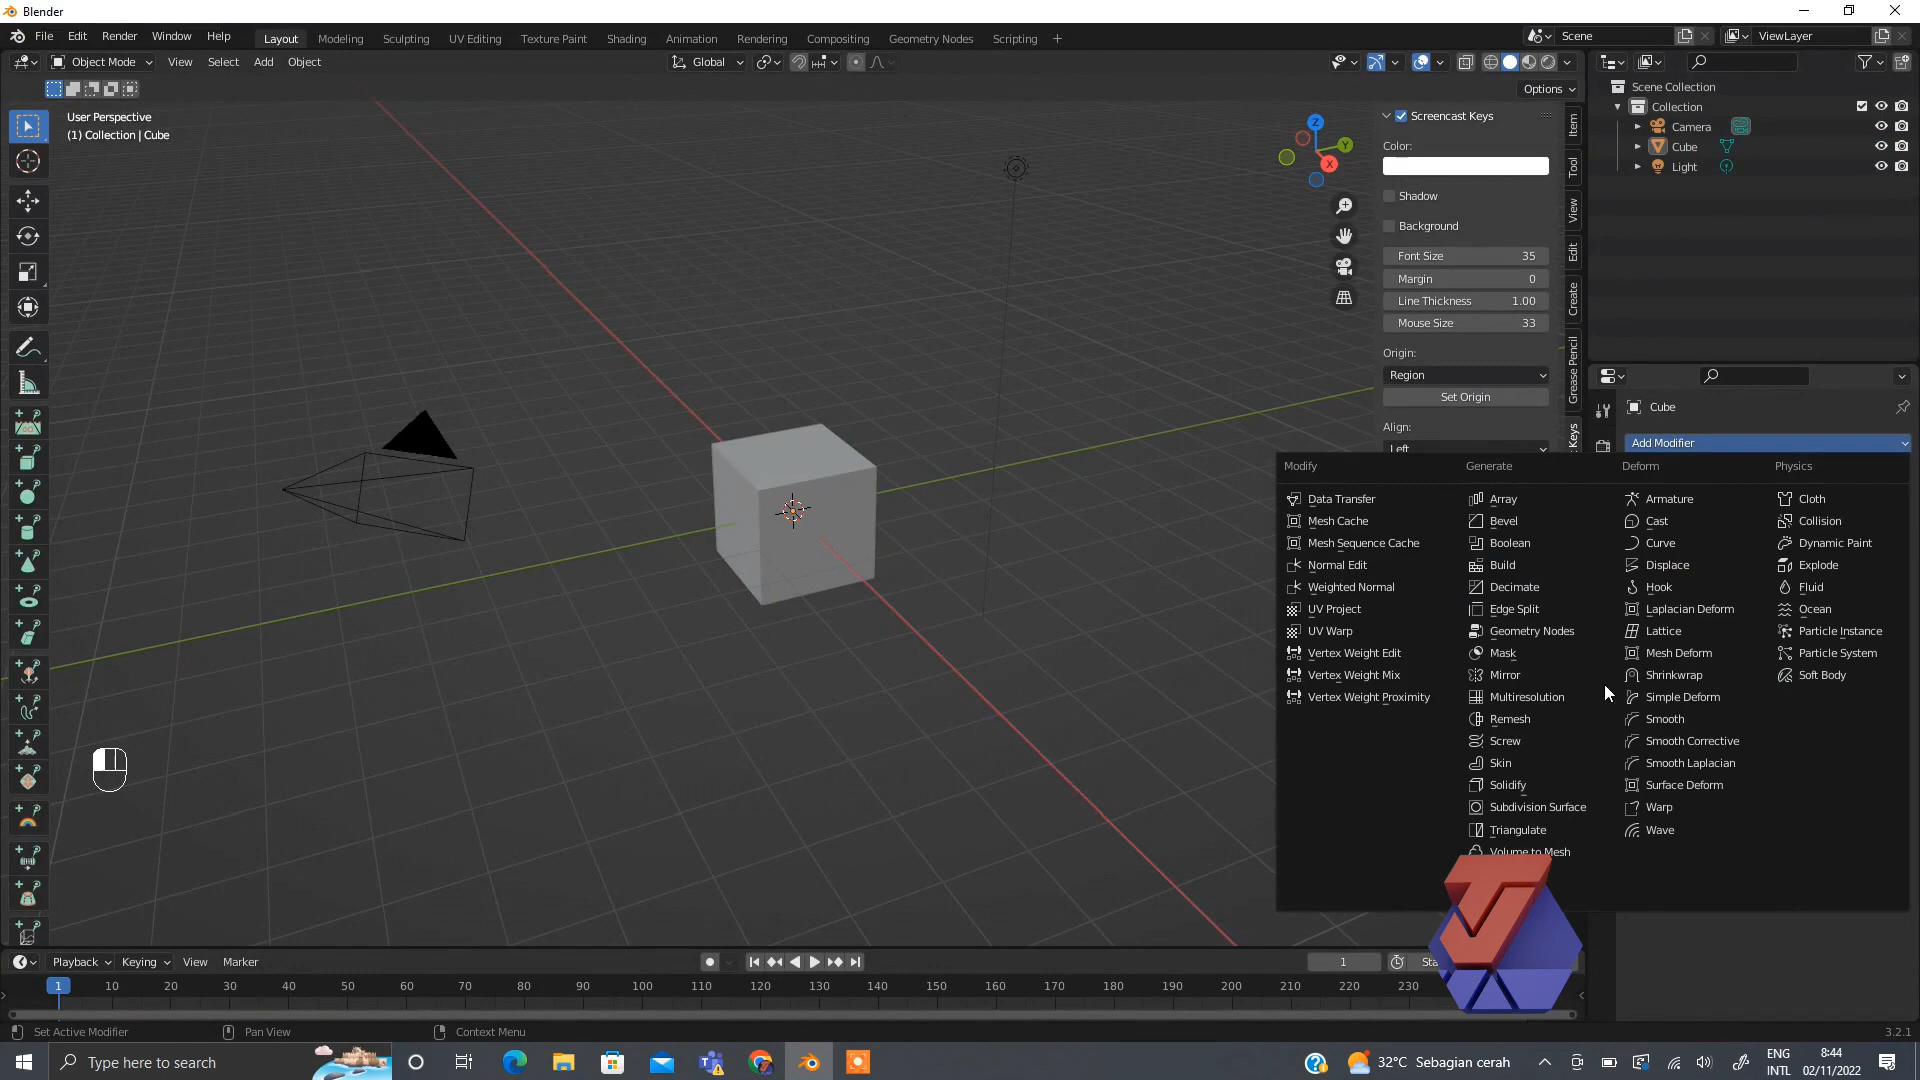 Blender
File Edit Render Window Help Layout Modeling Sculpting UV Editing Texture Paint Shading Animation Rendering Compositing Geometry Nodes Scripting + Scene ViewLayer
Object Mode View Select Add Object Global
Options
User Perspective
(1) Collection | Cube
Z
Y
X
Screencast Keys
Color:
Shadow
Background
Font Size 35
Margin 0
Line Thickness 1.00
Mouse Size 33
Origin:
Region
Set Origin
Align:
Left
Item
Tool
View
Edit
Create
Grease Pencil
Keys
Scene Collection
Collection
Camera
Cube
Light
Cube
Add Modifier
Modify Generate Deform Physics
Data Transfer Array Armature Cloth
Mesh Cache Bevel Cast Collision
Mesh Sequence Cache Boolean Curve Dynamic Paint
Normal Edit Build Displace Explode
Weighted Normal Decimate Hook Fluid
UV Project Edge Split Laplacian Deform Ocean
UV Warp Geometry Nodes Lattice Particle Instance
Vertex Weight Edit Mask Mesh Deform Particle System
Vertex Weight Mix Mirror Shrinkwrap Soft Body
Vertex Weight Proximity Multiresolution Simple Deform
Remesh Smooth
Screw Smooth Corrective
Skin Smooth Laplacian
Solidify Surface Deform
Subdivision Surface Warp
Triangulate Wave
Volume to Mesh
Playback Keying View Marker 1 Sta
1 10 20 30 40 50 60 70 80 90 100 110 120 130 140 150 160 170 180 190 200 210 220 230
Set Active Modifier Pan View Context Menu 3.2.1
Type here to search 32°C Sebagian cerah ENG INTL 8:44 02/11/2022